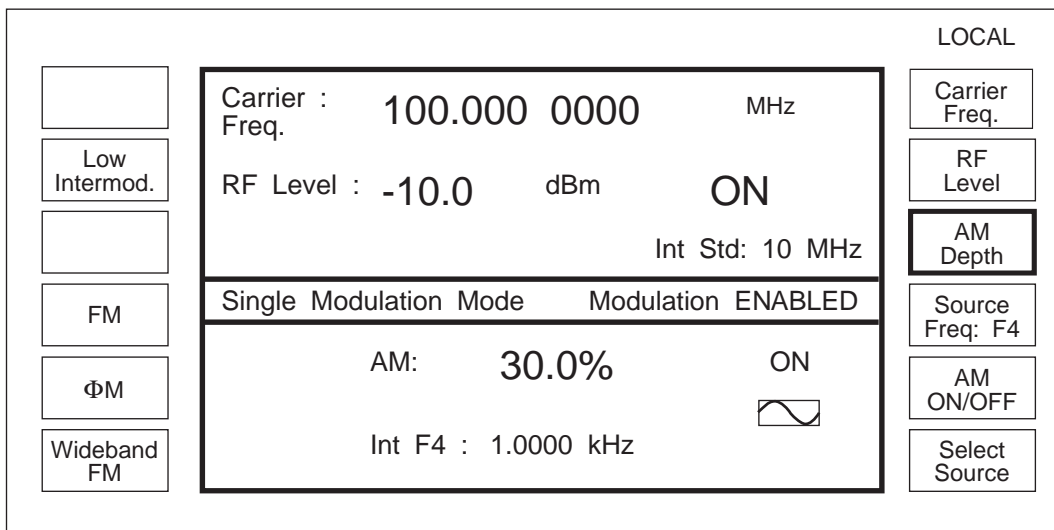 LOCAL
Low
Intermod.
FM
ΦM
Wideband
FM
Carrier :
Freq.
100.000 0000 MHz
RF Level : -10.0 dBm ON
Int Std: 10 MHz
Single Modulation Mode Modulation ENABLED
AM: 30.0% ON
Int F4 : 1.0000 kHz
Carrier
Freq.
RF
Level
AM
Depth
Source
Freq: F4
AM
ON/OFF
Select
Source